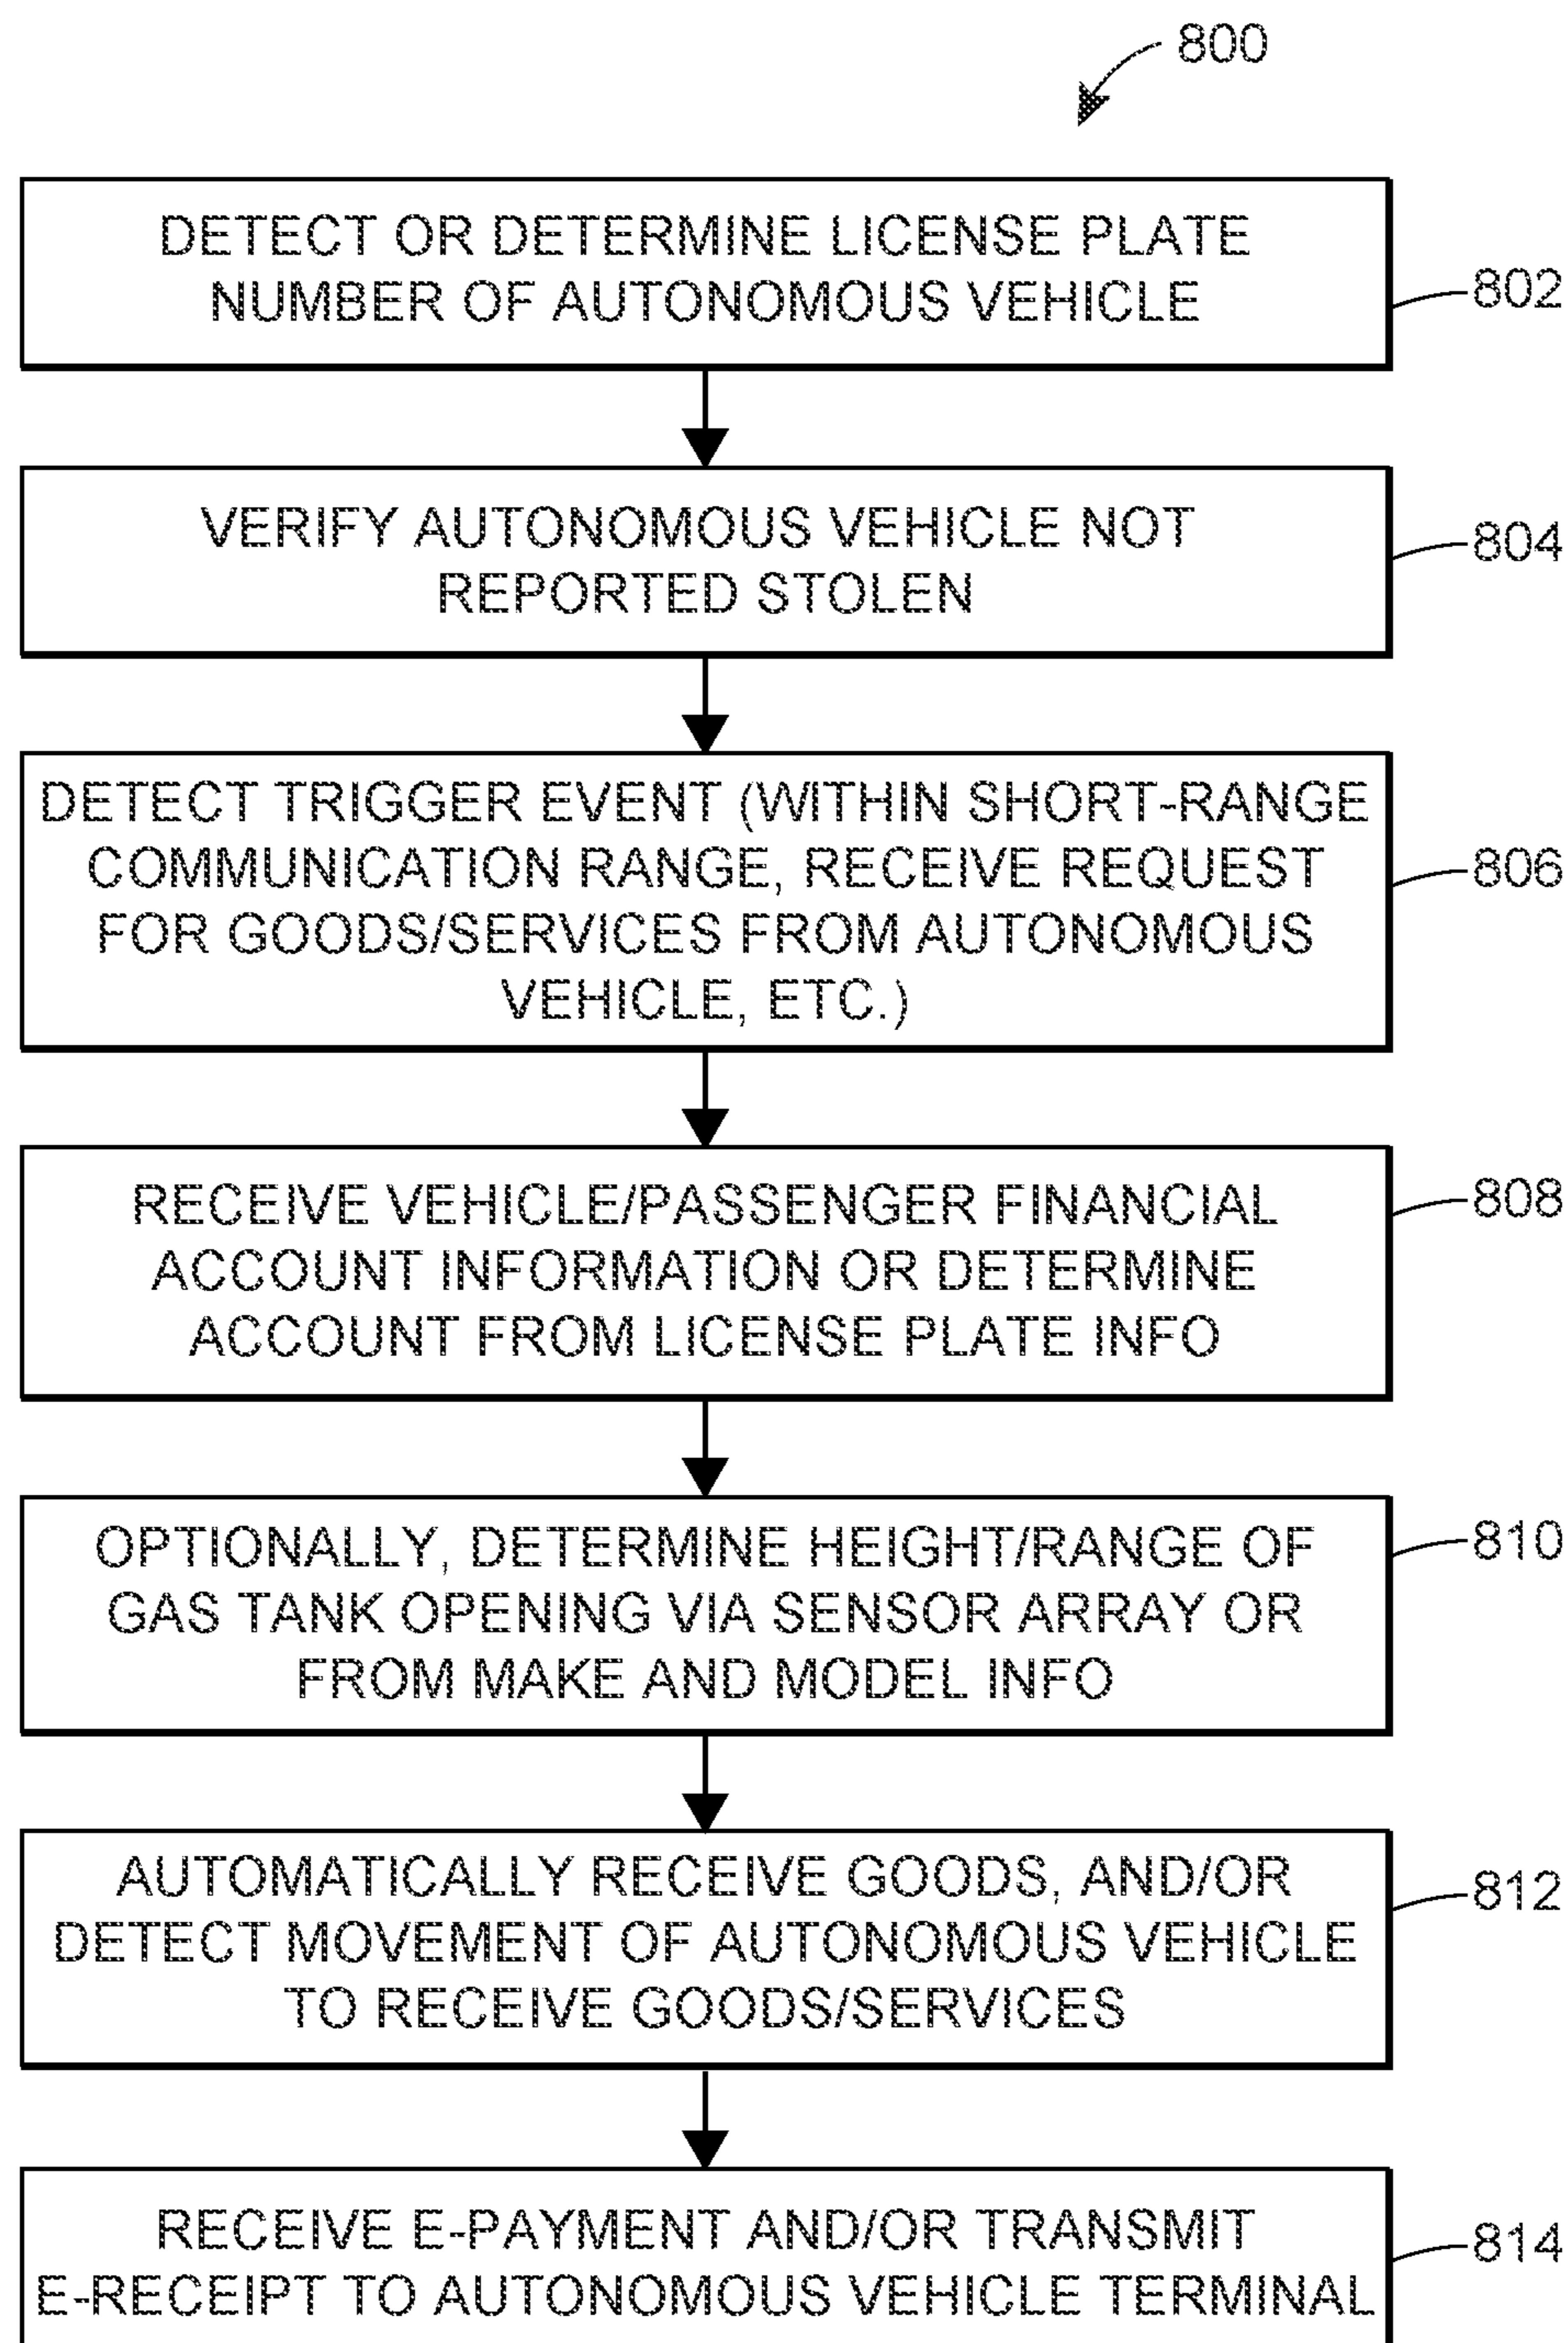 800
DETECT OR DETERMINE LICENSE PLATE
NUMBER OF AUTONOMOUS VEHICLE
802
VERIFY AUTONOMOUS VEHICLE NOT
REPORTED STOLEN
804
DETECT TRIGGER EVENT (WITHIN SHORT-RANGE
COMMUNICATION RANGE, RECEIVE REQUEST
FOR GOODS/SERVICES FROM AUTONOMOUS
VEHICLE, ETC.)
806
RECEIVE VEHICLE/PASSENGER FINANCIAL
ACCOUNT INFORMATION OR DETERMINE
ACCOUNT FROM LICENSE PLATE INFO
808
OPTIONALLY, DETERMINE HEIGHT/RANGE OF
GAS TANK OPENING VIA SENSOR ARRAY OR
FROM MAKE AND MODEL INFO
810
AUTOMATICALLY RECEIVE GOODS, AND/OR
DETECT MOVEMENT OF AUTONOMOUS VEHICLE
TO RECEIVE GOODS/SERVICES
812
RECEIVE E-PAYMENT AND/OR TRANSMIT
E-RECEIPT TO AUTONOMOUS VEHICLE TERMINAL
814